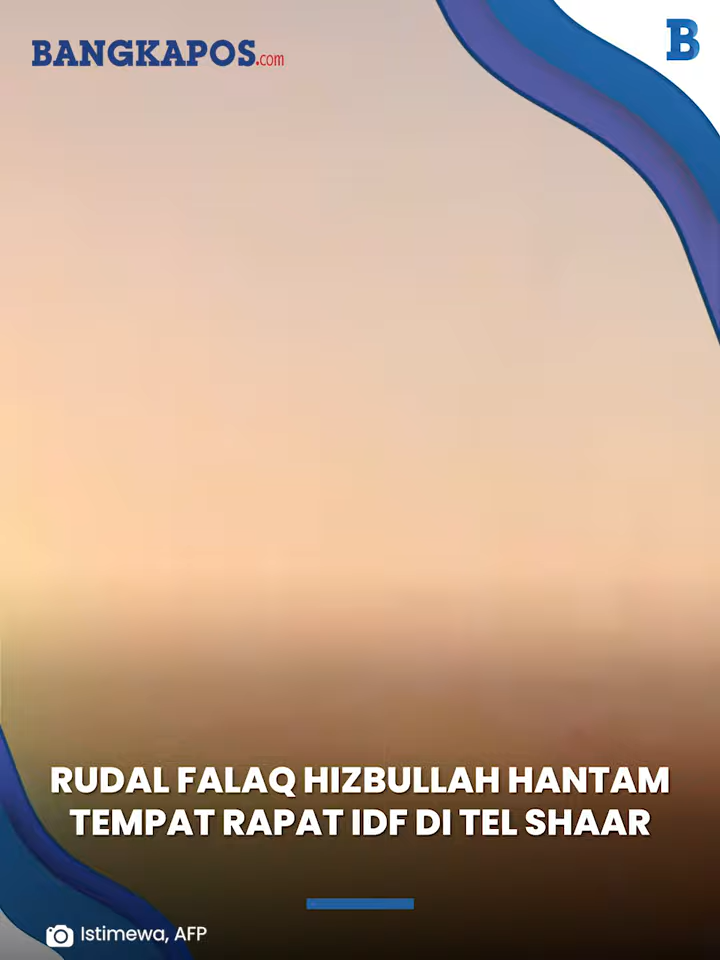 BANGKAPOS.com
B
RUDAL FALAQ HIZBULLAH HANTAM
TEMPAT RAPAT IDF DI TEL SHAAR
Istimewa, AFP